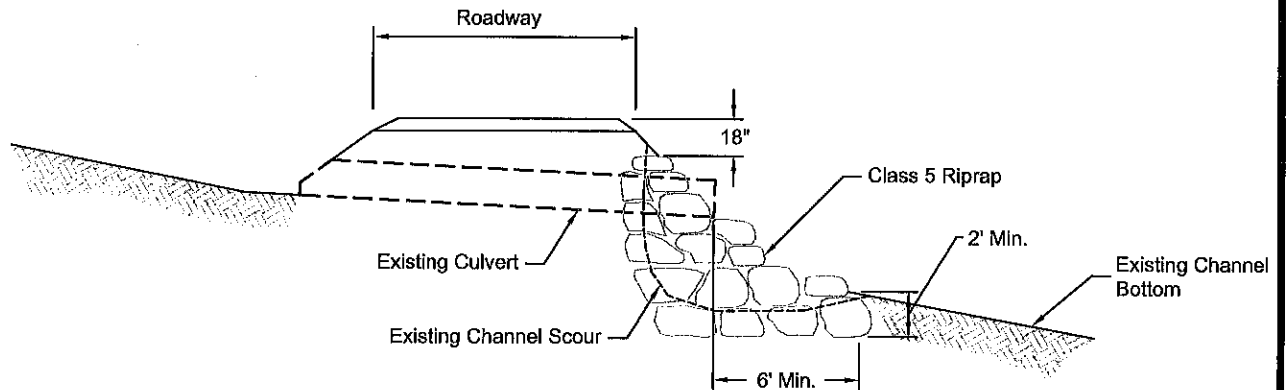 Roadway
18"
Class 5 Riprap
2' Min.
Existing Channel
Bottom
Existing Culvert
Existing Channel Scour
6' Min.